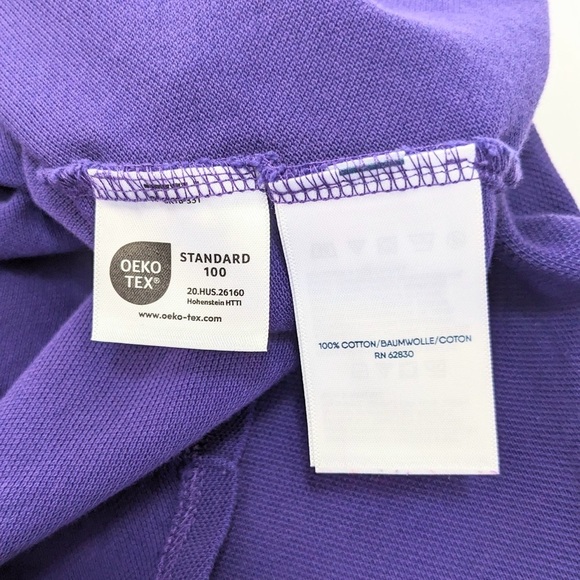 OEKO
TEX®
STANDARD
100
20.HUS.26160
Hohenstein HTTI
www.oeko-tex.com
100% COTTON/BAUMWOLLE/COTON
RN 62830